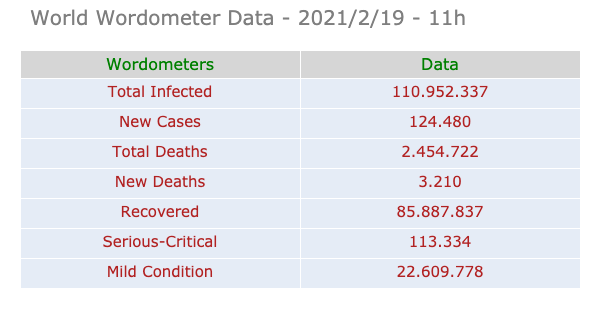 World Wordometer Data - 2021/2/19 - 11h
Wordometers Data
Total Infected 110.952.337
New Cases 124.480
Total Deaths 2.454.722
New Deaths 3.210
Recovered 85.887.837
Serious-Critical 113.334
Mild Condition 22.609.778